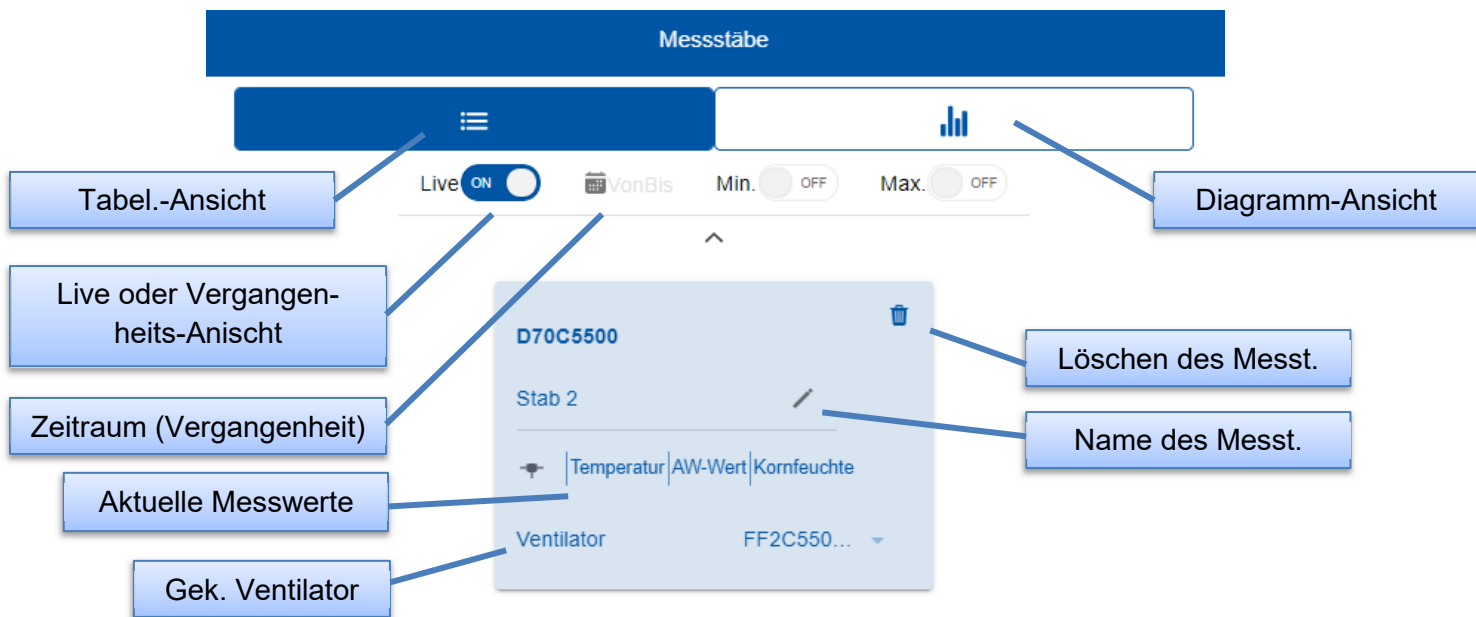 Messstäbe
Live ON VonBis Min. OFF Max. OFF
Tabel.-Ansicht
Diagramm-Ansicht
Live oder Vergangen-
heits-Anischt
D70C5500
Löschen des Messt.
Stab 2
Zeitraum (Vergangenheit)
Name des Messt.
Temperatur AW-Wert Kornfeuchte
Aktuelle Messwerte
Ventilator FF2C550...
Gek. Ventilator